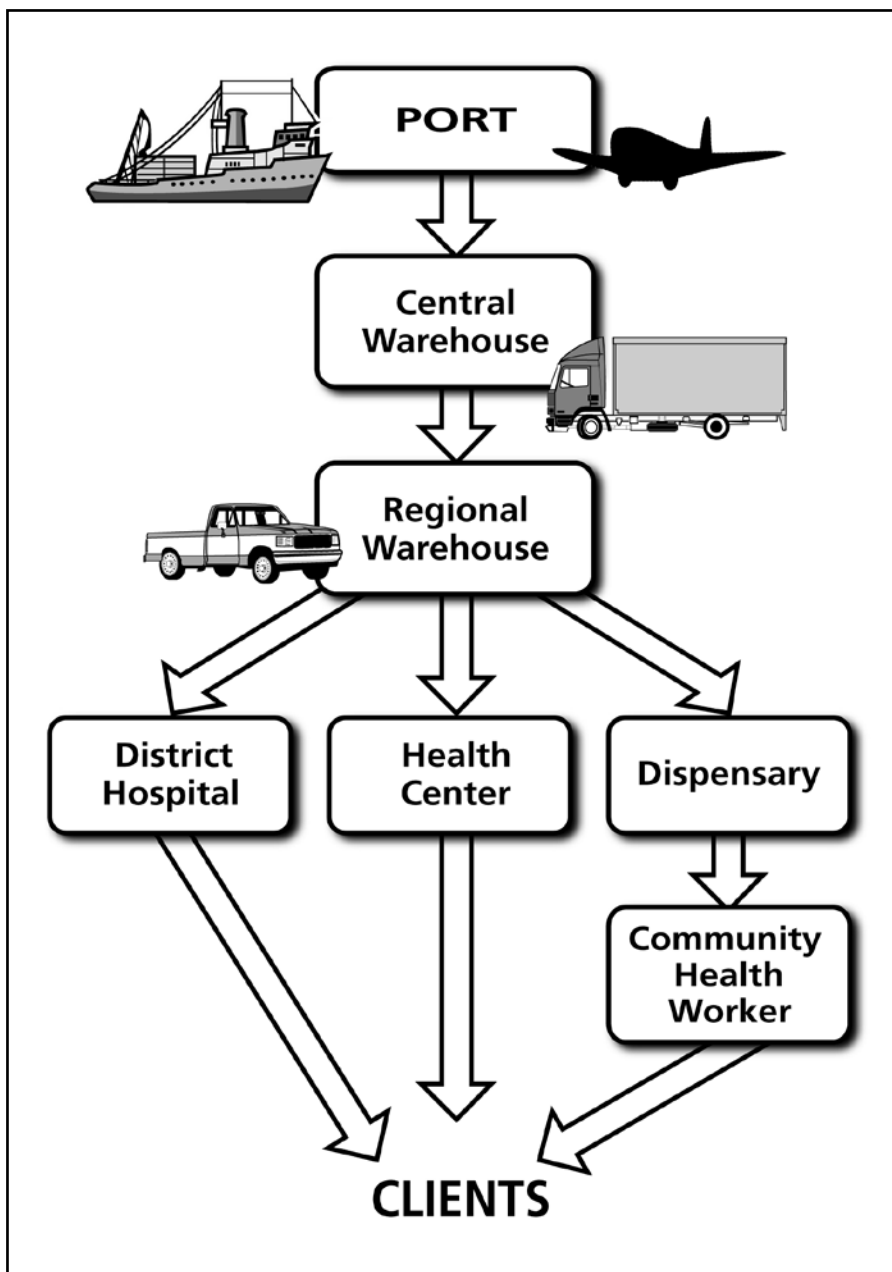 PORT
Central
Warehouse
Regional
Warehouse
District
Hospital
Health
Center
Dispensary
Community
Health
Worker
CLIENTS